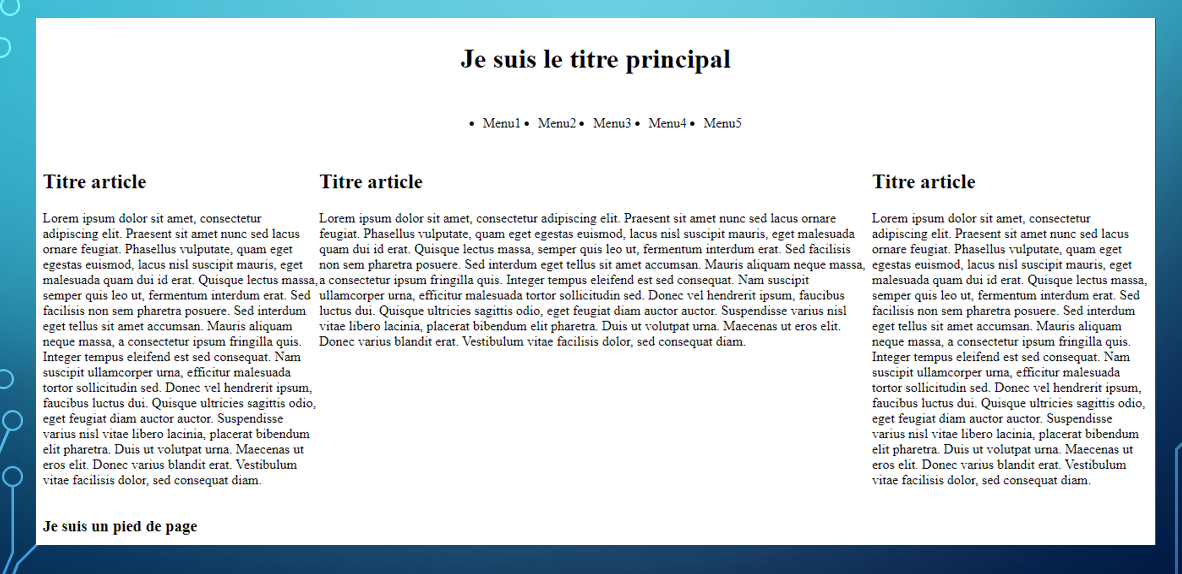 Je suis le titre principal
• Menu1 • Menu2 • Menu3 • Menu4 • Menu5
Titre article
Lorem ipsum dolor sit amet, consectetur
adipiscing elit. Praesent sit amet nunc sed lacus
ornare feugiat. Phasellus vulputate, quam eget
egestas euismod, lacus nisl suscipit mauris, eget
malesuada quam dui id erat. Quisque lectus massa,
semper quis leo ut, fermentum interdum erat. Sed
facilisis non sem pharetra posuere. Sed interdum
eget tellus sit amet accumsan. Mauris aliquam
neque massa, a consectetur ipsum fringilla quis.
Integer tempus eleifend est sed consequat. Nam
suscipit ullamcorper urna, efficitur malesuada
tortor sollicitudin sed. Donec vel hendrerit ipsum,
faucibus luctus dui. Quisque ultricies sagittis odio,
eget feugiat diam auctor auctor. Suspendisse
varius nisl vitae libero lacinia, placerat bibendum
elit pharetra. Duis ut volutpat urna. Maecenas ut
eros elit. Donec varius blandit erat. Vestibulum
vitae facilisis dolor, sed consequat diam.
Titre article
Lorem ipsum dolor sit amet, consectetur adipiscing elit. Praesent sit amet nunc sed lacus ornare
feugiat. Phasellus vulputate, quam eget egestas euismod, lacus nisl suscipit mauris, eget malesuada
quam dui id erat. Quisque lectus massa, semper quis leo ut, fermentum interdum erat. Sed facilisis
non sem pharetra posuere. Sed interdum eget tellus sit amet accumsan. Mauris aliquam neque massa,
a consectetur ipsum fringilla quis. Integer tempus eleifend est sed consequat. Nam suscipit
ullamcorper urna, efficitur malesuada tortor sollicitudin sed. Donec vel hendrerit ipsum, faucibus
luctus dui. Quisque ultricies sagittis odio, eget feugiat diam auctor auctor. Suspendisse varius nisl
vitae libero lacinia, placerat bibendum elit pharetra. Duis ut volutpat urna. Maecenas ut eros elit.
Donec varius blandit erat. Vestibulum vitae facilisis dolor, sed consequat diam.
Titre article
Lorem ipsum dolor sit amet, consectetur
adipiscing elit. Praesent sit amet nunc sed lacus
ornare feugiat. Phasellus vulputate, quam eget
egestas euismod, lacus nisl suscipit mauris, eget
malesuada quam dui id erat. Quisque lectus massa,
semper quis leo ut, fermentum interdum erat. Sed
facilisis non sem pharetra posuere. Sed interdum
eget tellus sit amet accumsan. Mauris aliquam
neque massa, a consectetur ipsum fringilla quis.
Integer tempus eleifend est sed consequat. Nam
suscipit ullamcorper urna, efficitur malesuada
tortor sollicitudin sed. Donec vel hendrerit ipsum,
faucibus luctus dui. Quisque ultricies sagittis odio,
eget feugiat diam auctor auctor. Suspendisse
varius nisl vitae libero lacinia, placerat bibendum
elit pharetra. Duis ut volutpat urna. Maecenas ut
eros elit. Donec varius blandit erat. Vestibulum
vitae facilisis dolor, sed consequat diam.
Je suis un pied de page